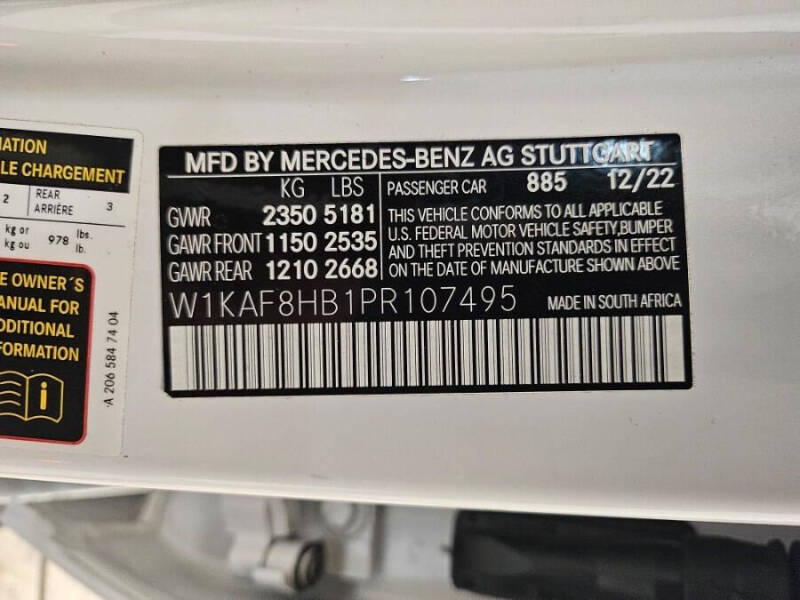 MATION
LE CHARGEMENT
2 REAR ARRIÈRE 3
kg or kg ou 978 lbs. lb.
E OWNER´S
ANUAL FOR
DDITIONAL
FORMATION
i
A 206 584 74 04
MFD BY MERCEDES-BENZ AG STUTTGART
KG LBS
GVWR 2350 5181
GAWR FRONT 1150 2535
GAWR REAR 1210 2668
PASSENGER CAR 885 12/22
THIS VEHICLE CONFORMS TO ALL APPLICABLE
U.S. FEDERAL MOTOR VEHICLE SAFETY,BUMPER
AND THEFT PREVENTION STANDARDS IN EFFECT
ON THE DATE OF MANUFACTURE SHOWN ABOVE
W1KAF8HB1PR107495 MADE IN SOUTH AFRICA